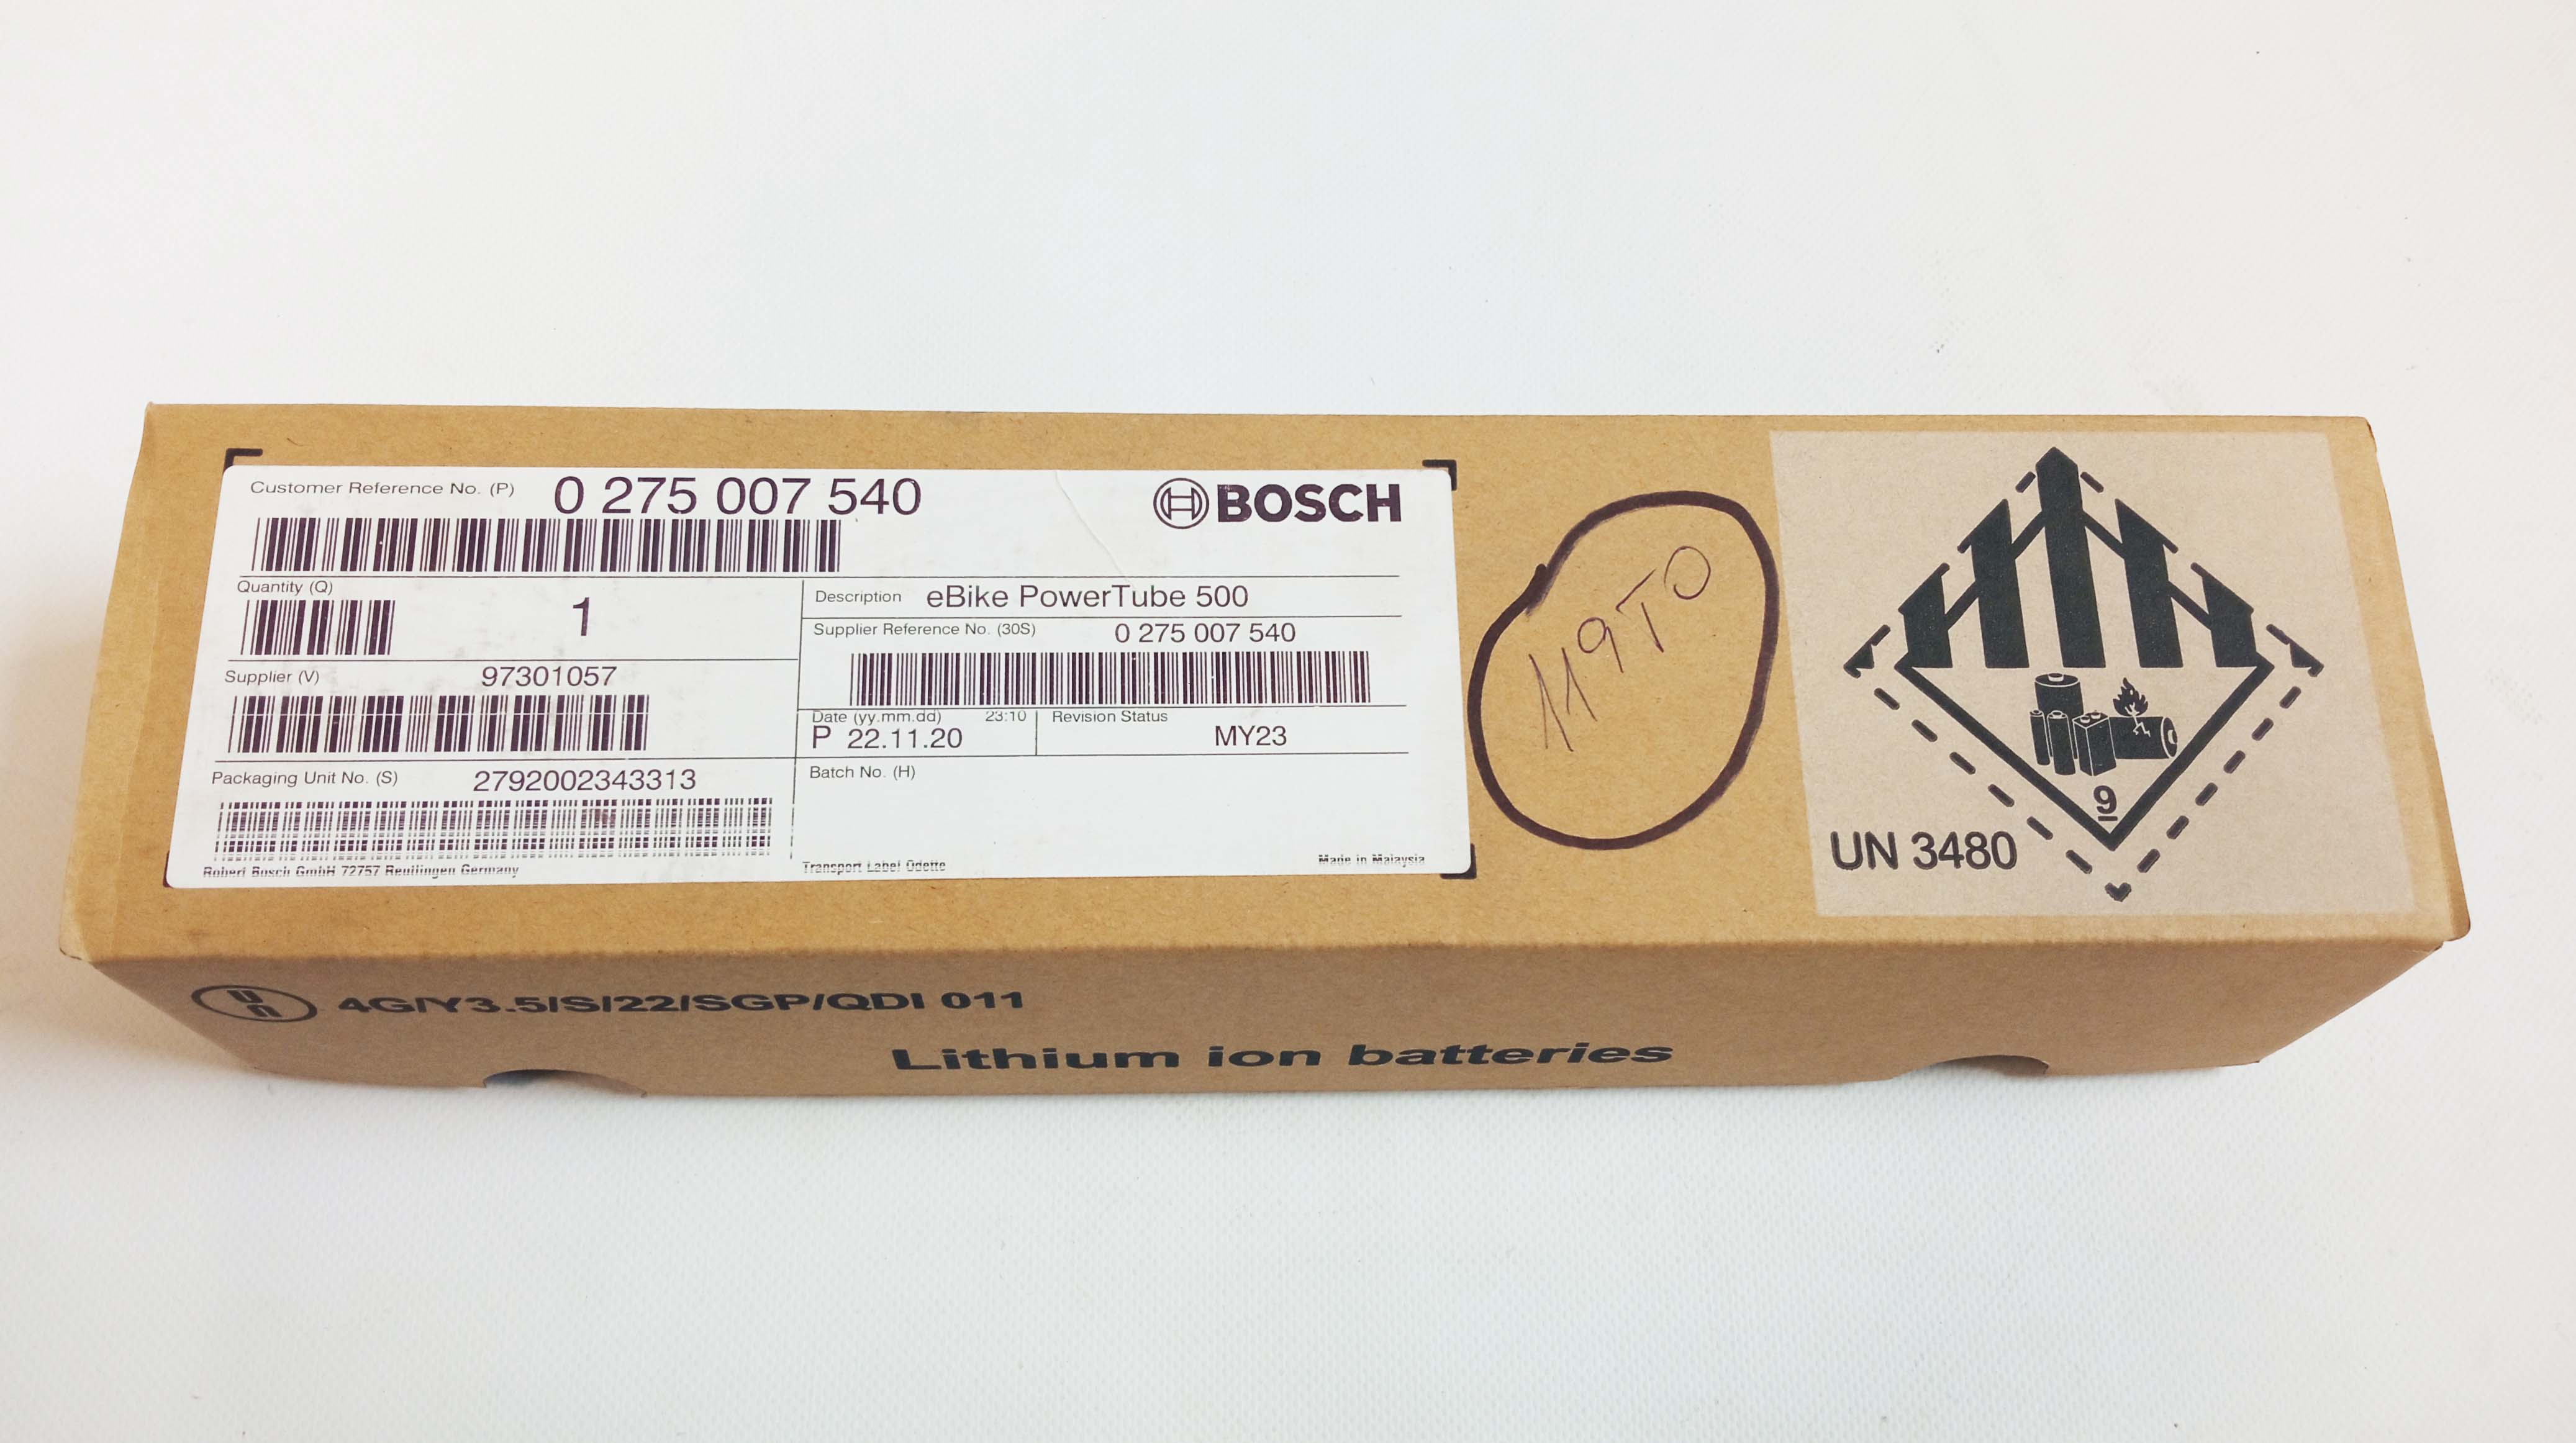 Customer Reference No. (P) 0 275 007 540
BOSCH
Quantity (Q) 1
Description eBike PowerTube 500
Supplier Reference No. (30S) 0 275 007 540
Supplier (V) 97301057
Date (yy.mm.dd) 23:10
P 22.11.20
Revision Status
MY23
Packaging Unit No. (S) 2792002343313
Batch No. (H)
Robert Bosch GmbH 72757 Reutlingen Germany
Transport Label Odette
Made in Malaysia
119TO
9
UN 3480
un 4G/Y3.5/S/22/SGP/QDI 011
Lithium ion batteries